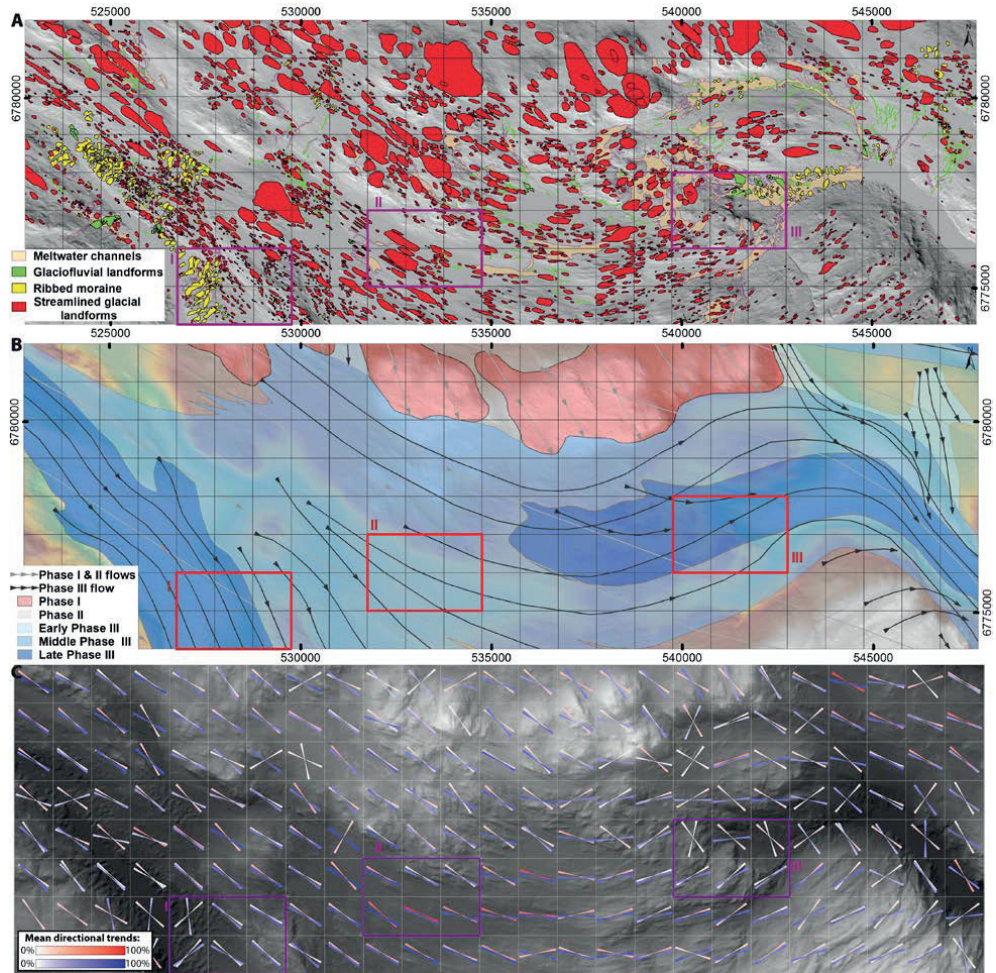 A
525000 530000 535000 540000 545000
N
6780000
6780000
II
I
III
Meltwater channels
Glaciofluvial landforms
Ribbed moraine
Streamlined glacial
landforms
6775000
525000 530000 535000 540000 545000
B
N
6780000
6780000
II
I
III
Phase I & II flows
Phase III flow
Phase I
Phase II
Early Phase III
Middle Phase III
Late Phase III
6775000
530000 535000 540000 545000
C
I
III
Mean directional trends:
0% 100%
0% 100%